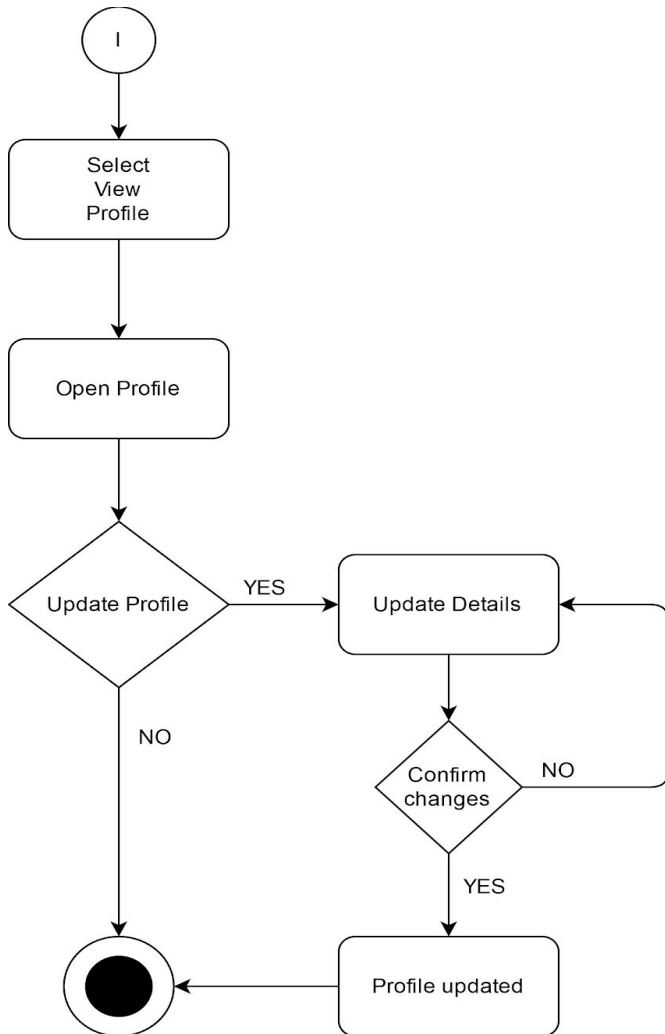 I
Select
View
Profile
Open Profile
Update Profile
YES
Update Details
NO
Confirm
changes
NO
YES
Profile updated